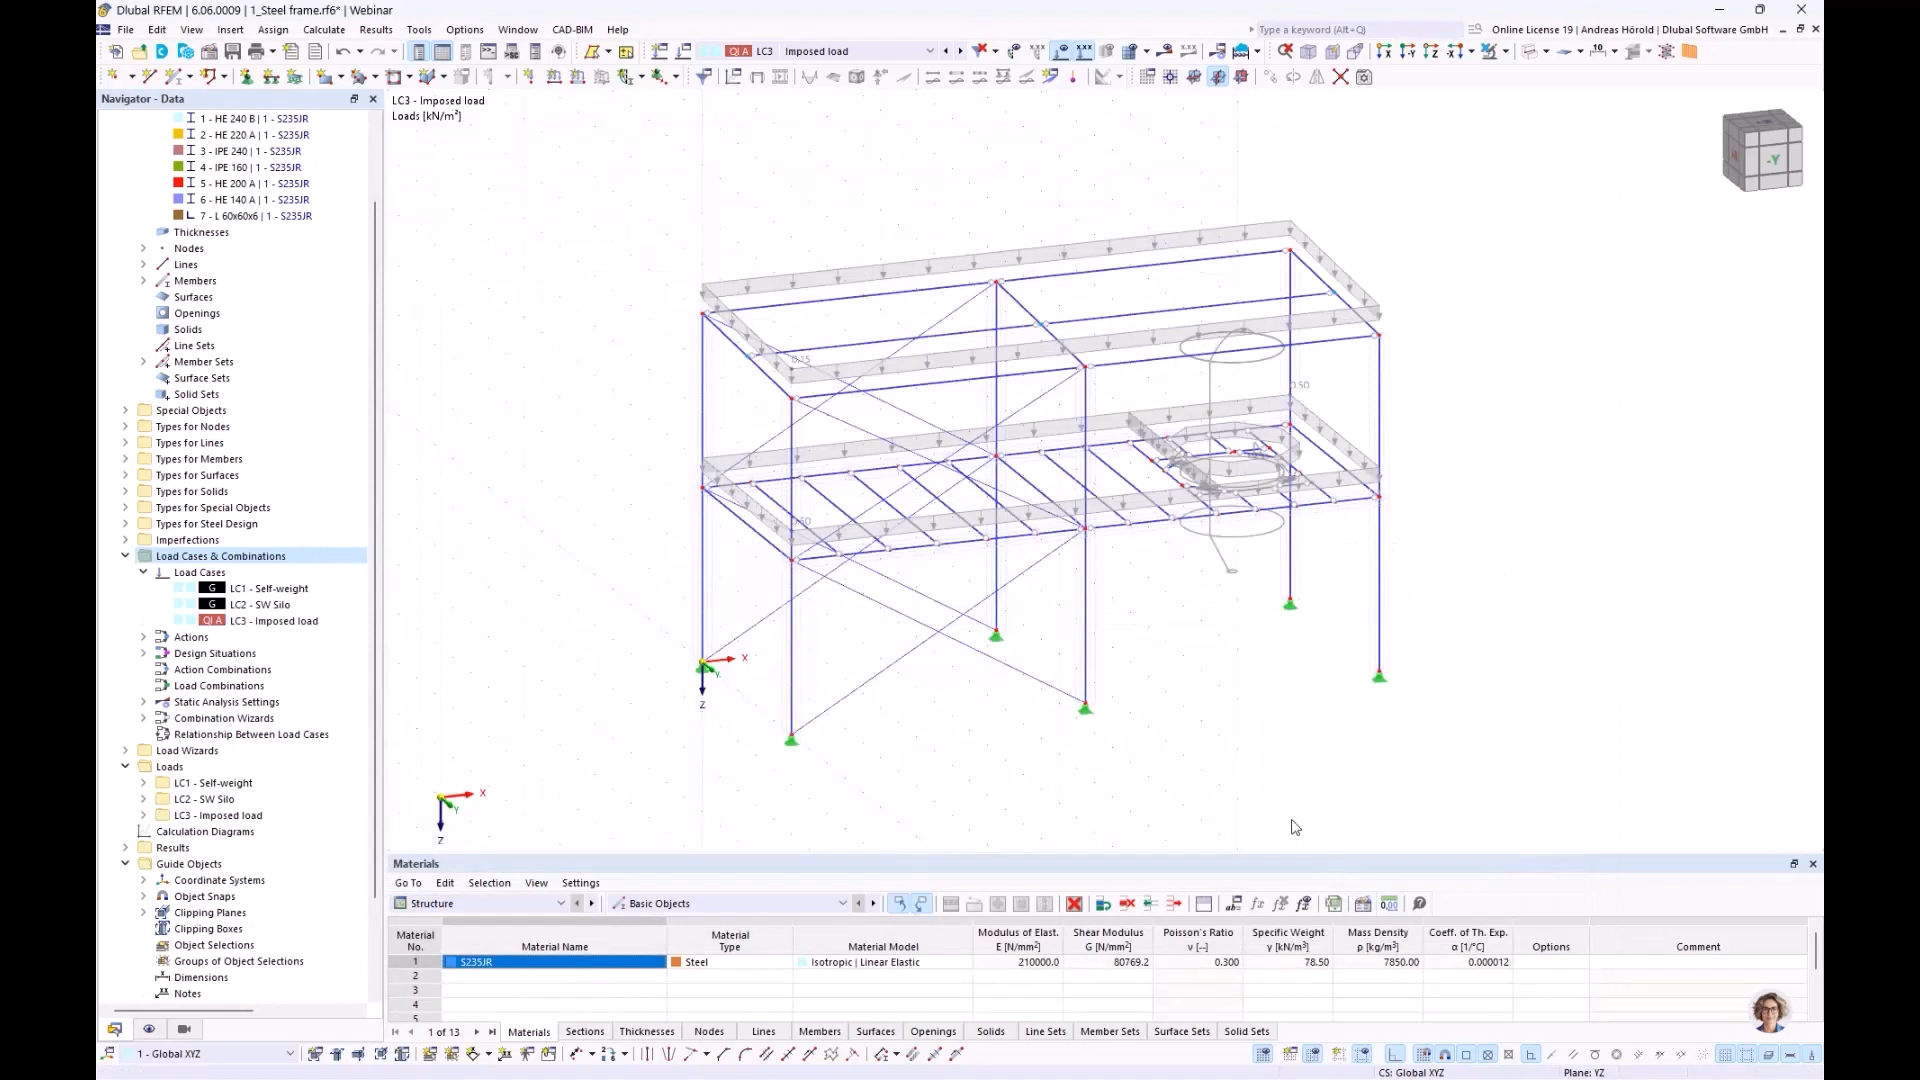 Dlubal RFEM | 6.06.0009 | 1_Steel frame.rf6* | Webinar
File Edit View Insert Assign Calculate Results Tools Options Window CAD-BIM Help
Type a keyword (Alt+Q)
Online License 19 | Andreas Hörold | Dlubal Software GmbH
QI A LC3 Imposed load
Navigator - Data
1 - HE 240 B | 1 - S235JR
2 - HE 220 A | 1 - S235JR
3 - IPE 240 | 1 - S235JR
4 - IPE 160 | 1 - S235JR
5 - HE 200 A | 1 - S235JR
6 - HE 140 A | 1 - S235JR
7 - L 60x60x6 | 1 - S235JR
Thicknesses
Nodes
Lines
Members
Surfaces
Openings
Solids
Line Sets
Member Sets
Surface Sets
Solid Sets
Special Objects
Types for Nodes
Types for Lines
Types for Members
Types for Surfaces
Types for Solids
Types for Special Objects
Types for Steel Design
Imperfections
Load Cases & Combinations
Load Cases
G LC1 - Self-weight
G LC2 - SW Silo
QI A LC3 - Imposed load
Actions
Design Situations
Action Combinations
Load Combinations
Static Analysis Settings
Combination Wizards
Relationship Between Load Cases
Load Wizards
Loads
LC1 - Self-weight
LC2 - SW Silo
LC3 - Imposed load
Calculation Diagrams
Results
Guide Objects
Coordinate Systems
Object Snaps
Clipping Planes
Clipping Boxes
Object Selections
Groups of Object Selections
Dimensions
Notes
1 - Global XYZ
LC3 - Imposed load
Loads [kN/m²]
-Y
0.15
0.50
0.50
X
Y
Z
X
Y
Z
Materials
Go To Edit Selection View Settings
Structure
Basic Objects
Material No.
Material Name
Material Type
Material Model
Modulus of Elast. E [N/mm²]
Shear Modulus G [N/mm²]
Poisson's Ratio ν [--]
Specific Weight γ [kN/m³]
Mass Density ρ [kg/m³]
Coeff. of Th. Exp. α [1/°C]
Options
Comment
1 S235JR Steel Isotropic | Linear Elastic 210000.0 80769.2 0.300 78.50 7850.00 0.000012
2
3
4
5
1 of 13
Materials Sections Thicknesses Nodes Lines Members Surfaces Openings Solids Line Sets Member Sets Surface Sets Solid Sets
CS: Global XYZ
Plane: YZ